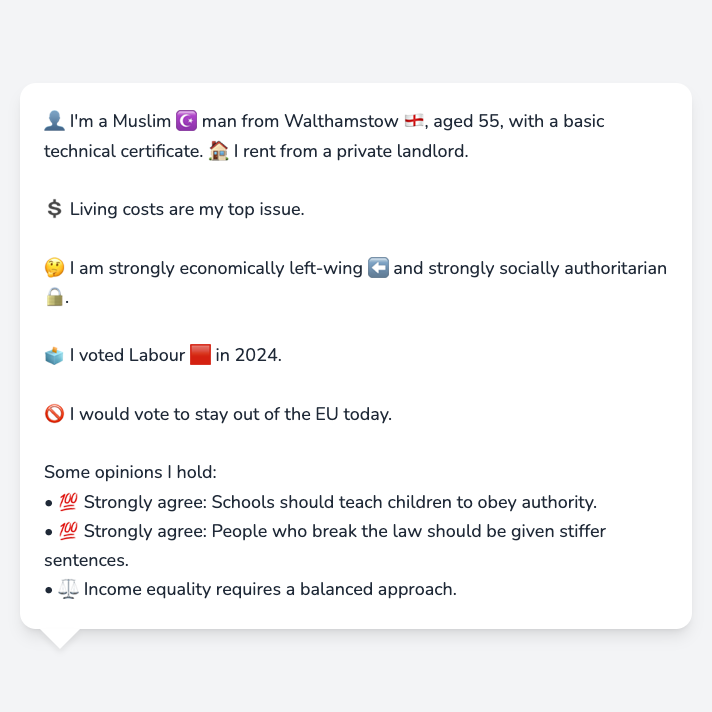 👤 I'm a Muslim ☪️ man from Walthamstow 🏴󠁧󠁢󠁥󠁮󠁧󠁿, aged 55, with a basic
technical certificate. 🏠 I rent from a private landlord.
💲 Living costs are my top issue.
🤔 I am strongly economically left-wing ⬅️ and strongly socially authoritarian
🔒.
🗳️ I voted Labour 🟥 in 2024.
🚫 I would vote to stay out of the EU today.
Some opinions I hold:
• 💯 Strongly agree: Schools should teach children to obey authority.
• 💯 Strongly agree: People who break the law should be given stiffer
sentences.
• ⚖️ Income equality requires a balanced approach.